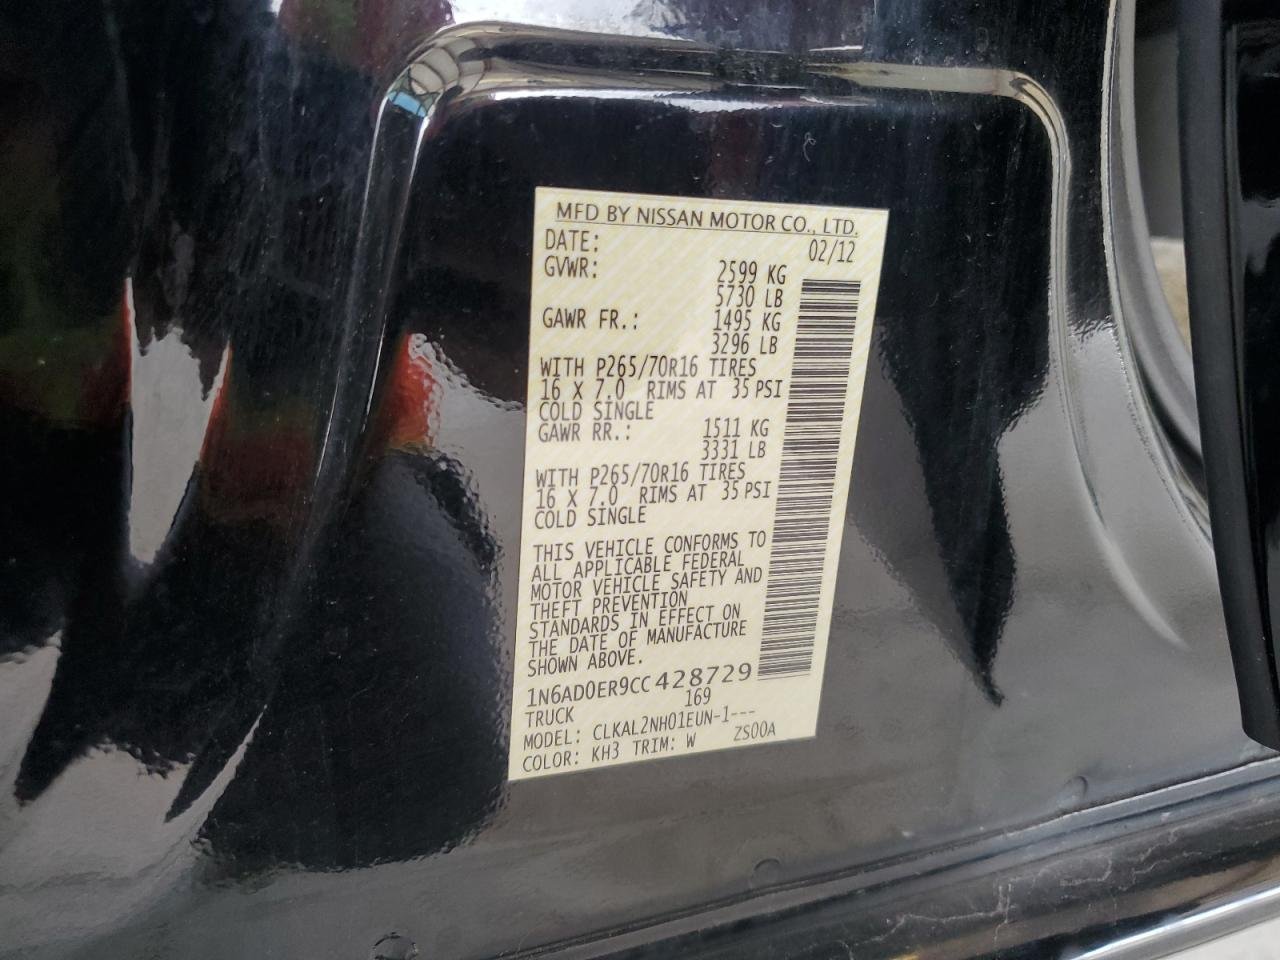 MFD BY NISSAN MOTOR CO., LTD.
DATE: 02/12
GVWR: 2599 KG
5730 LB
GAWR FR.: 1495 KG
3296 LB
WITH P265/70R16 TIRES
16 X 7.0 RIMS AT 35 PSI
COLD SINGLE
GAWR RR.: 1511 KG
3331 LB
WITH P265/70R16 TIRES
16 X 7.0 RIMS AT 35 PSI
COLD SINGLE
THIS VEHICLE CONFORMS TO
ALL APPLICABLE FEDERAL
MOTOR VEHICLE SAFETY AND
THEFT PREVENTION
STANDARDS IN EFFECT ON
THE DATE OF MANUFACTURE
SHOWN ABOVE.
1N6AD0ER9CC428729
TRUCK 169
MODEL: CLKAL2NH01EUN-1---
COLOR: KH3 TRIM: W ZS00A